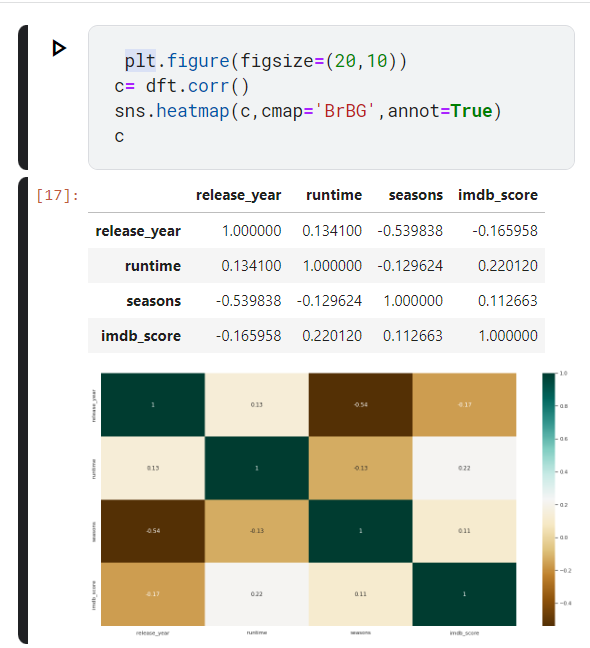 plt.figure(figsize=(20,10))
c= dft.corr()
sns.heatmap(c,cmap='BrBG',annot=True)
c
[17]:
release_year runtime seasons imdb_score
release_year 1.000000 0.134100 -0.539838 -0.165958
runtime 0.134100 1.000000 -0.129624 0.220120
seasons -0.539838 -0.129624 1.000000 0.112663
imdb_score -0.165958 0.220120 0.112663 1.000000
release_year 1 0.13 -0.54 -0.17
runtime 0.13 1 -0.13 0.22
seasons -0.54 -0.13 1 0.11
imdb_score -0.17 0.22 0.11 1
release_year runtime seasons imdb_score
1.0
0.8
0.6
0.4
0.2
0.0
-0.2
-0.4